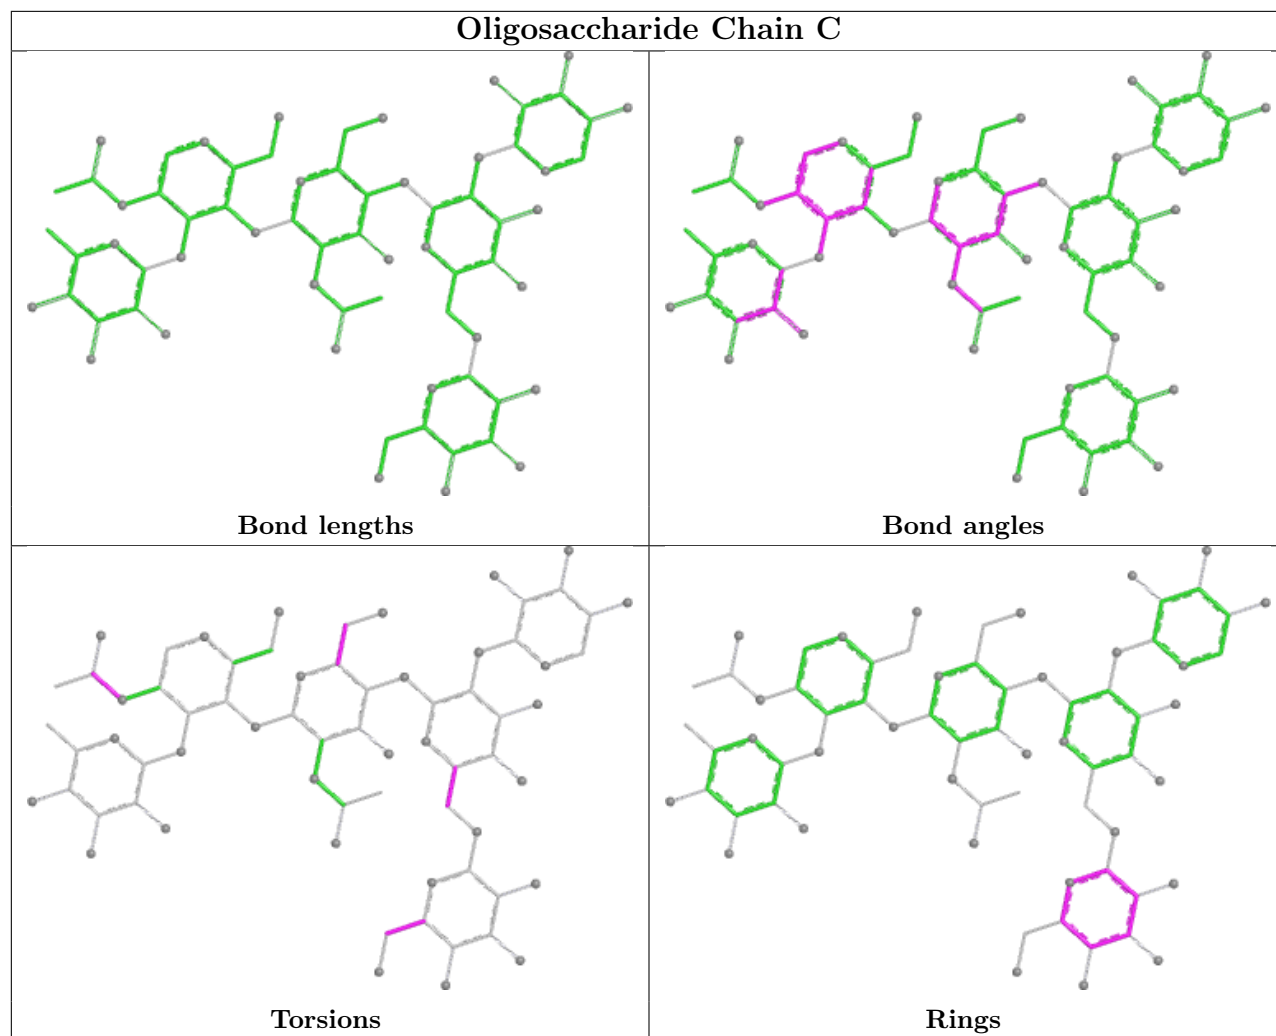 Oligosaccharide Chain C
Bond lengths
Bond angles
Torsions
Rings